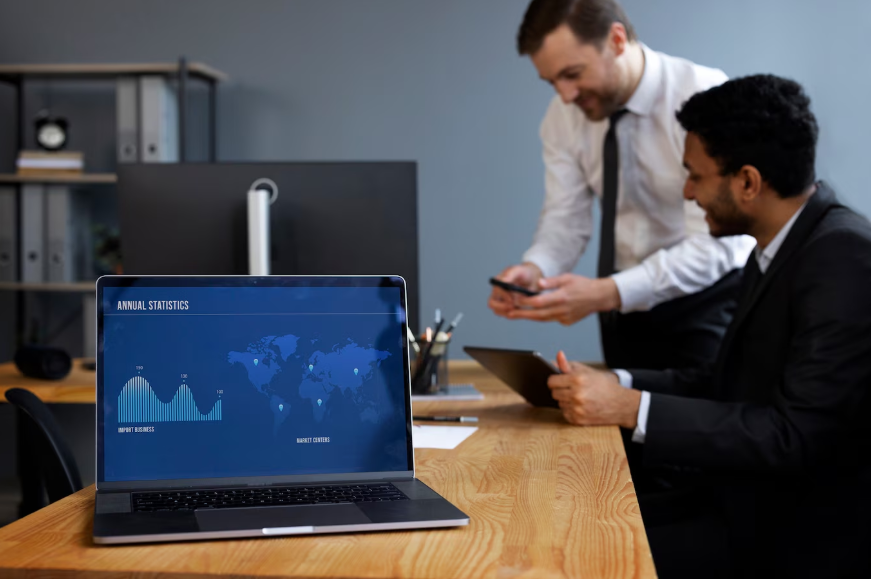 ANNUAL STATISTICS
IMPORT BUSINESS
MARKET CENTERS